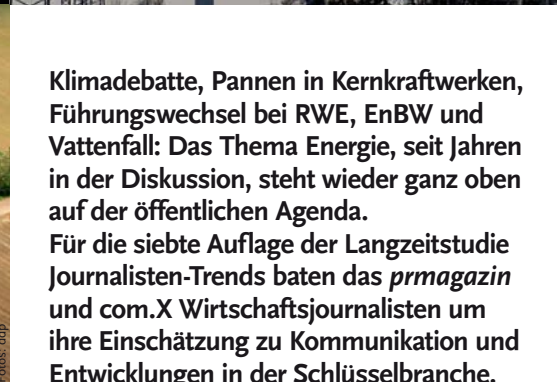 Klimadebatte, Pannen in Kernkraftwerken,
Führungswechsel bei RWE, EnBW und
Vattenfall: Das Thema Energie, seit Jahren
in der Diskussion, steht wieder ganz oben
auf der öffentlichen Agenda.
Für die siebte Auflage der Langzeitstudie
Journalisten-Trends baten das prmagazin
und com.X Wirtschaftsjournalisten um
ihre Einschätzung zu Kommunikation und
Entwicklungen in der Schlüsselbranche.